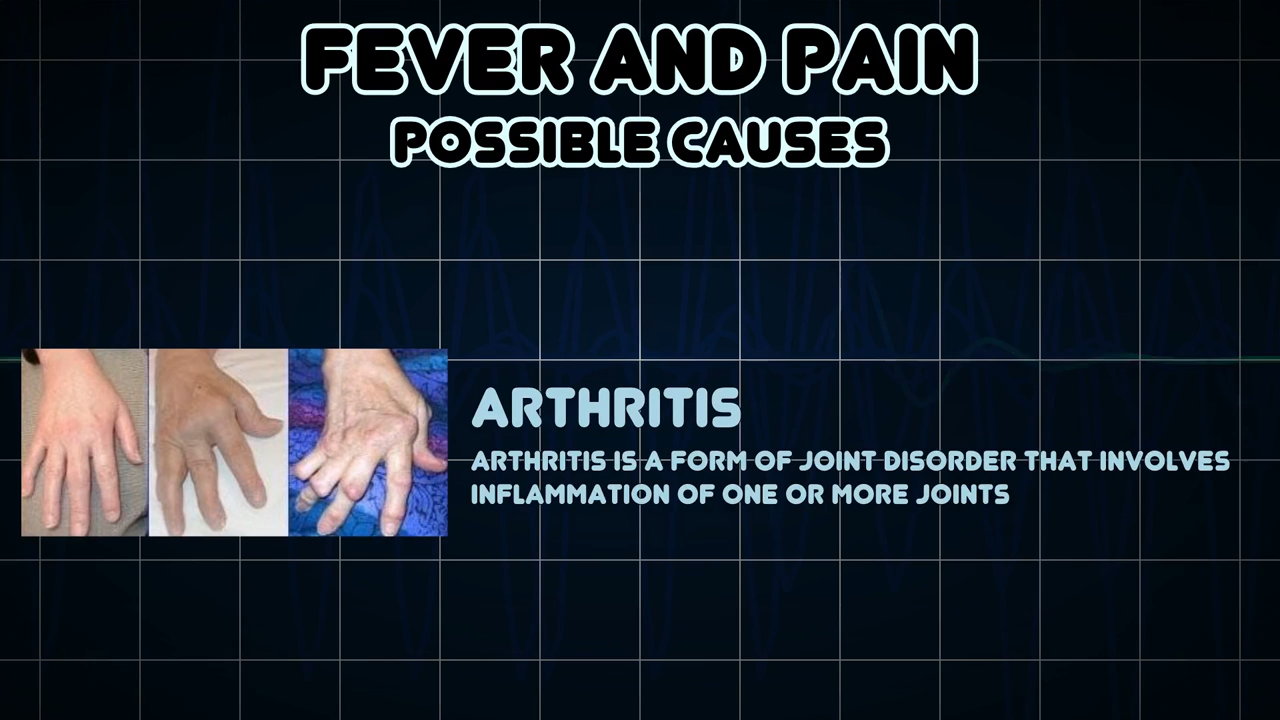 FEVER AND PAIN
POSSIBLE CAUSES
ARTHRITIS
ARTHRITIS IS A FORM OF JOINT DISORDER THAT INVOLVES
INFLAMMATION OF ONE OR MORE JOINTS